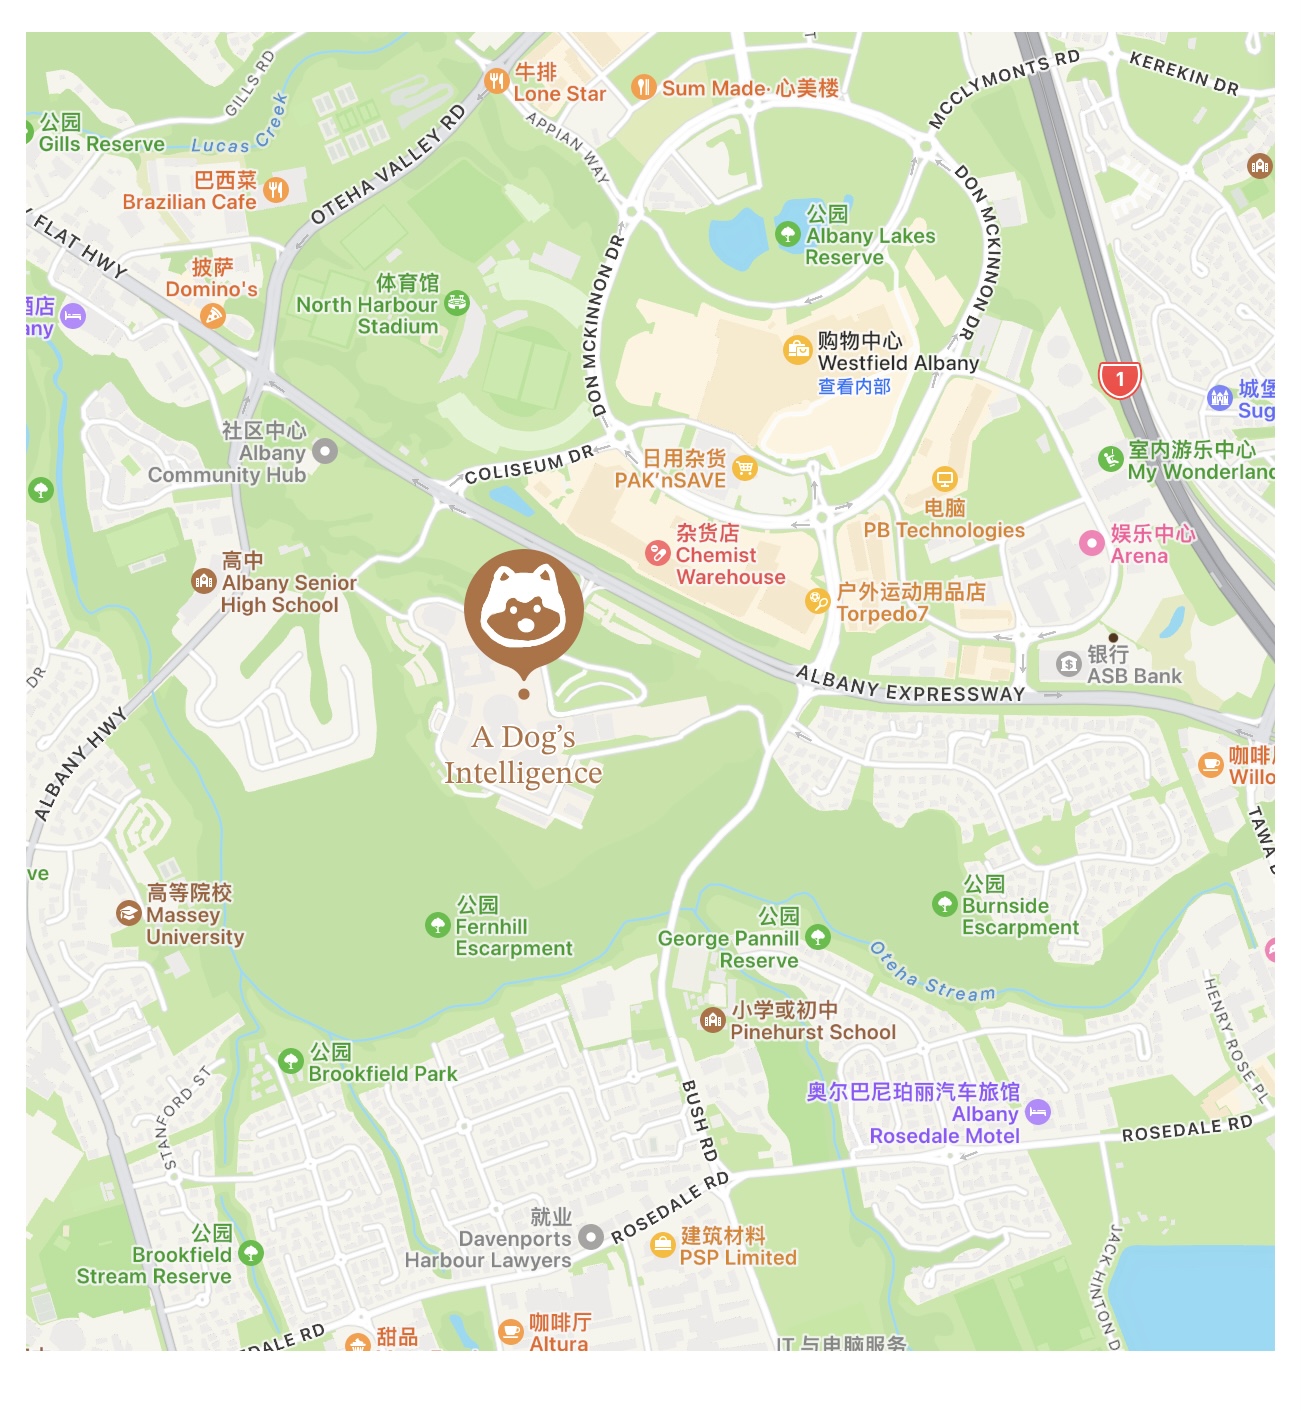 牛排
Lone Star
Sum Made· 心美楼
MCCLYMONTS RD
KEREKIN DR
GILLS RD
公园
Gills Reserve
Lucas Creek
APPIAN WAY
OTEHA VALLEY RD
巴西菜
Brazilian Cafe
DON MCKINNON DR
公园
Albany Lakes
Reserve
Y FLAT HWY
披萨
Domino's
体育馆
North Harbour
Stadium
DON MCKINNON DR
酒店
any
购物中心
Westfield Albany
查看内部
1
城堡
Sug
社区中心
Albany
Community Hub
COLISEUM DR
日用杂货
PAK'nSAVE
室内游乐中心
My Wonderland
电脑
PB Technologies
杂货店
Chemist
Warehouse
娱乐中心
Arena
高中
Albany Senior
High School
户外运动用品店
Torpedo7
银行
ASB Bank
ALBANY EXPRESSWAY
DR
A Dog's
Intelligence
ALBANY HWY
咖啡厅
Willo
TAWA D
ve
高等院校
Massey
University
公园
Fernhill
Escarpment
公园
George Pannill
Reserve
公园
Burnside
Escarpment
Oteha Stream
小学或初中
Pinehurst School
HENRY ROSE PL
公园
Brookfield Park
STANFORD ST
BUSH RD
奥尔巴尼珀丽汽车旅馆
Albany
Rosedale Motel
ROSEDALE RD
ROSEDALE RD
就业
Davenports
Harbour Lawyers
建筑材料
PSP Limited
公园
Brookfield
Stream Reserve
JACK HINTON D
EDALE RD
甜品
咖啡厅
Altura
IT 与电脑服务